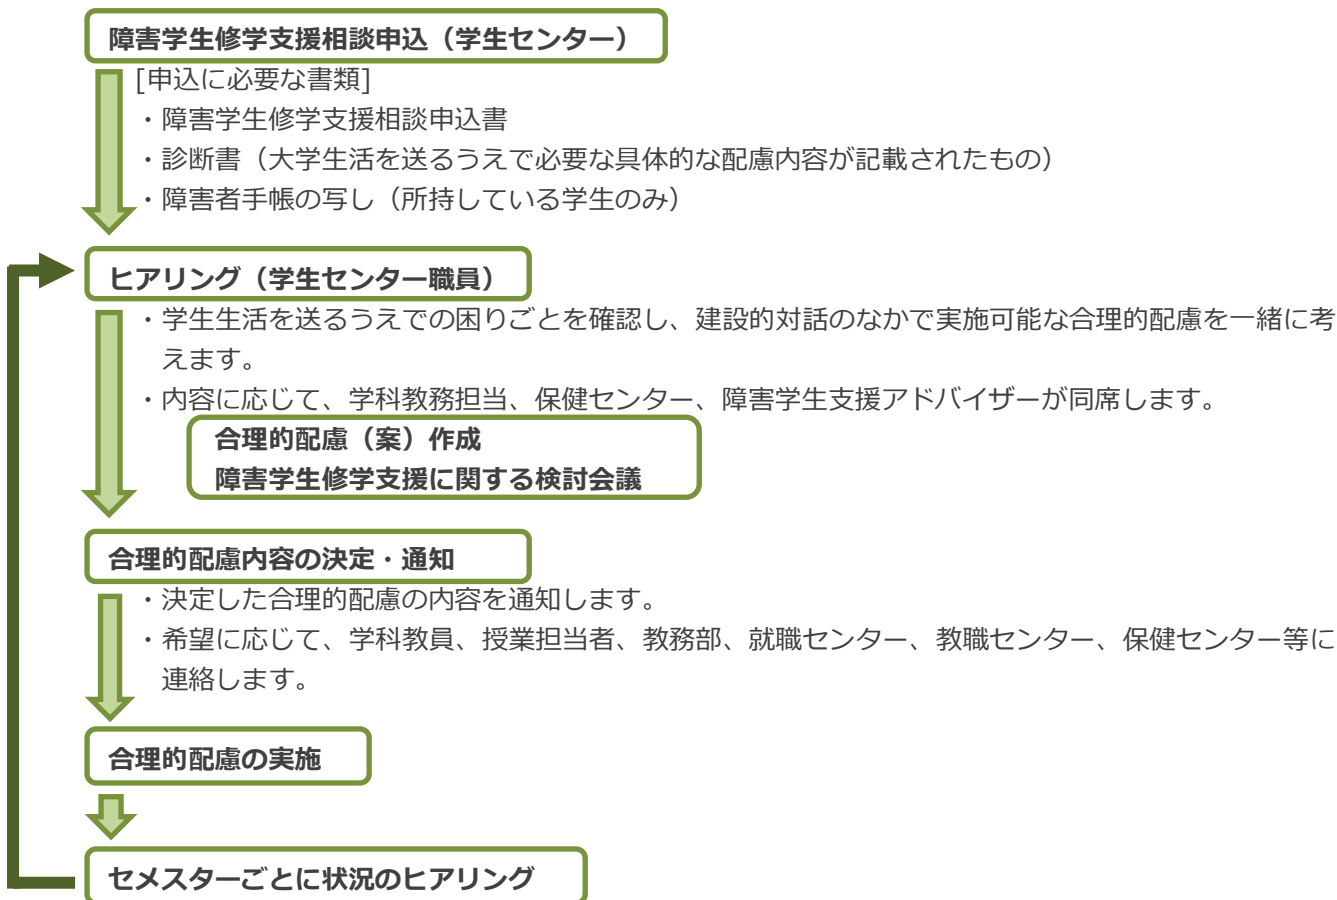 障害学生修学支援相談申込（学生センター）
[申込に必要な書類]
・障害学生修学支援相談申込書
・診断書（大学生活を送るうえで必要な具体的な配慮内容が記載されたもの）
・障害者手帳の写し（所持している学生のみ）
ヒアリング（学生センター職員）
・学生生活を送るうえでの困りごとを確認し、建設的対話のなかで実施可能な合理的配慮を一緒に考
えます。
・内容に応じて、学科教務担当、保健センター、障害学生支援アドバイザーが同席します。
合理的配慮（案）作成
障害学生修学支援に関する検討会議
合理的配慮内容の決定・通知
・決定した合理的配慮の内容を通知します。
・希望に応じて、学科教員、授業担当者、教務部、就職センター、教職センター、保健センター等に
連絡します。
合理的配慮の実施
セメスターごとに状況のヒアリング